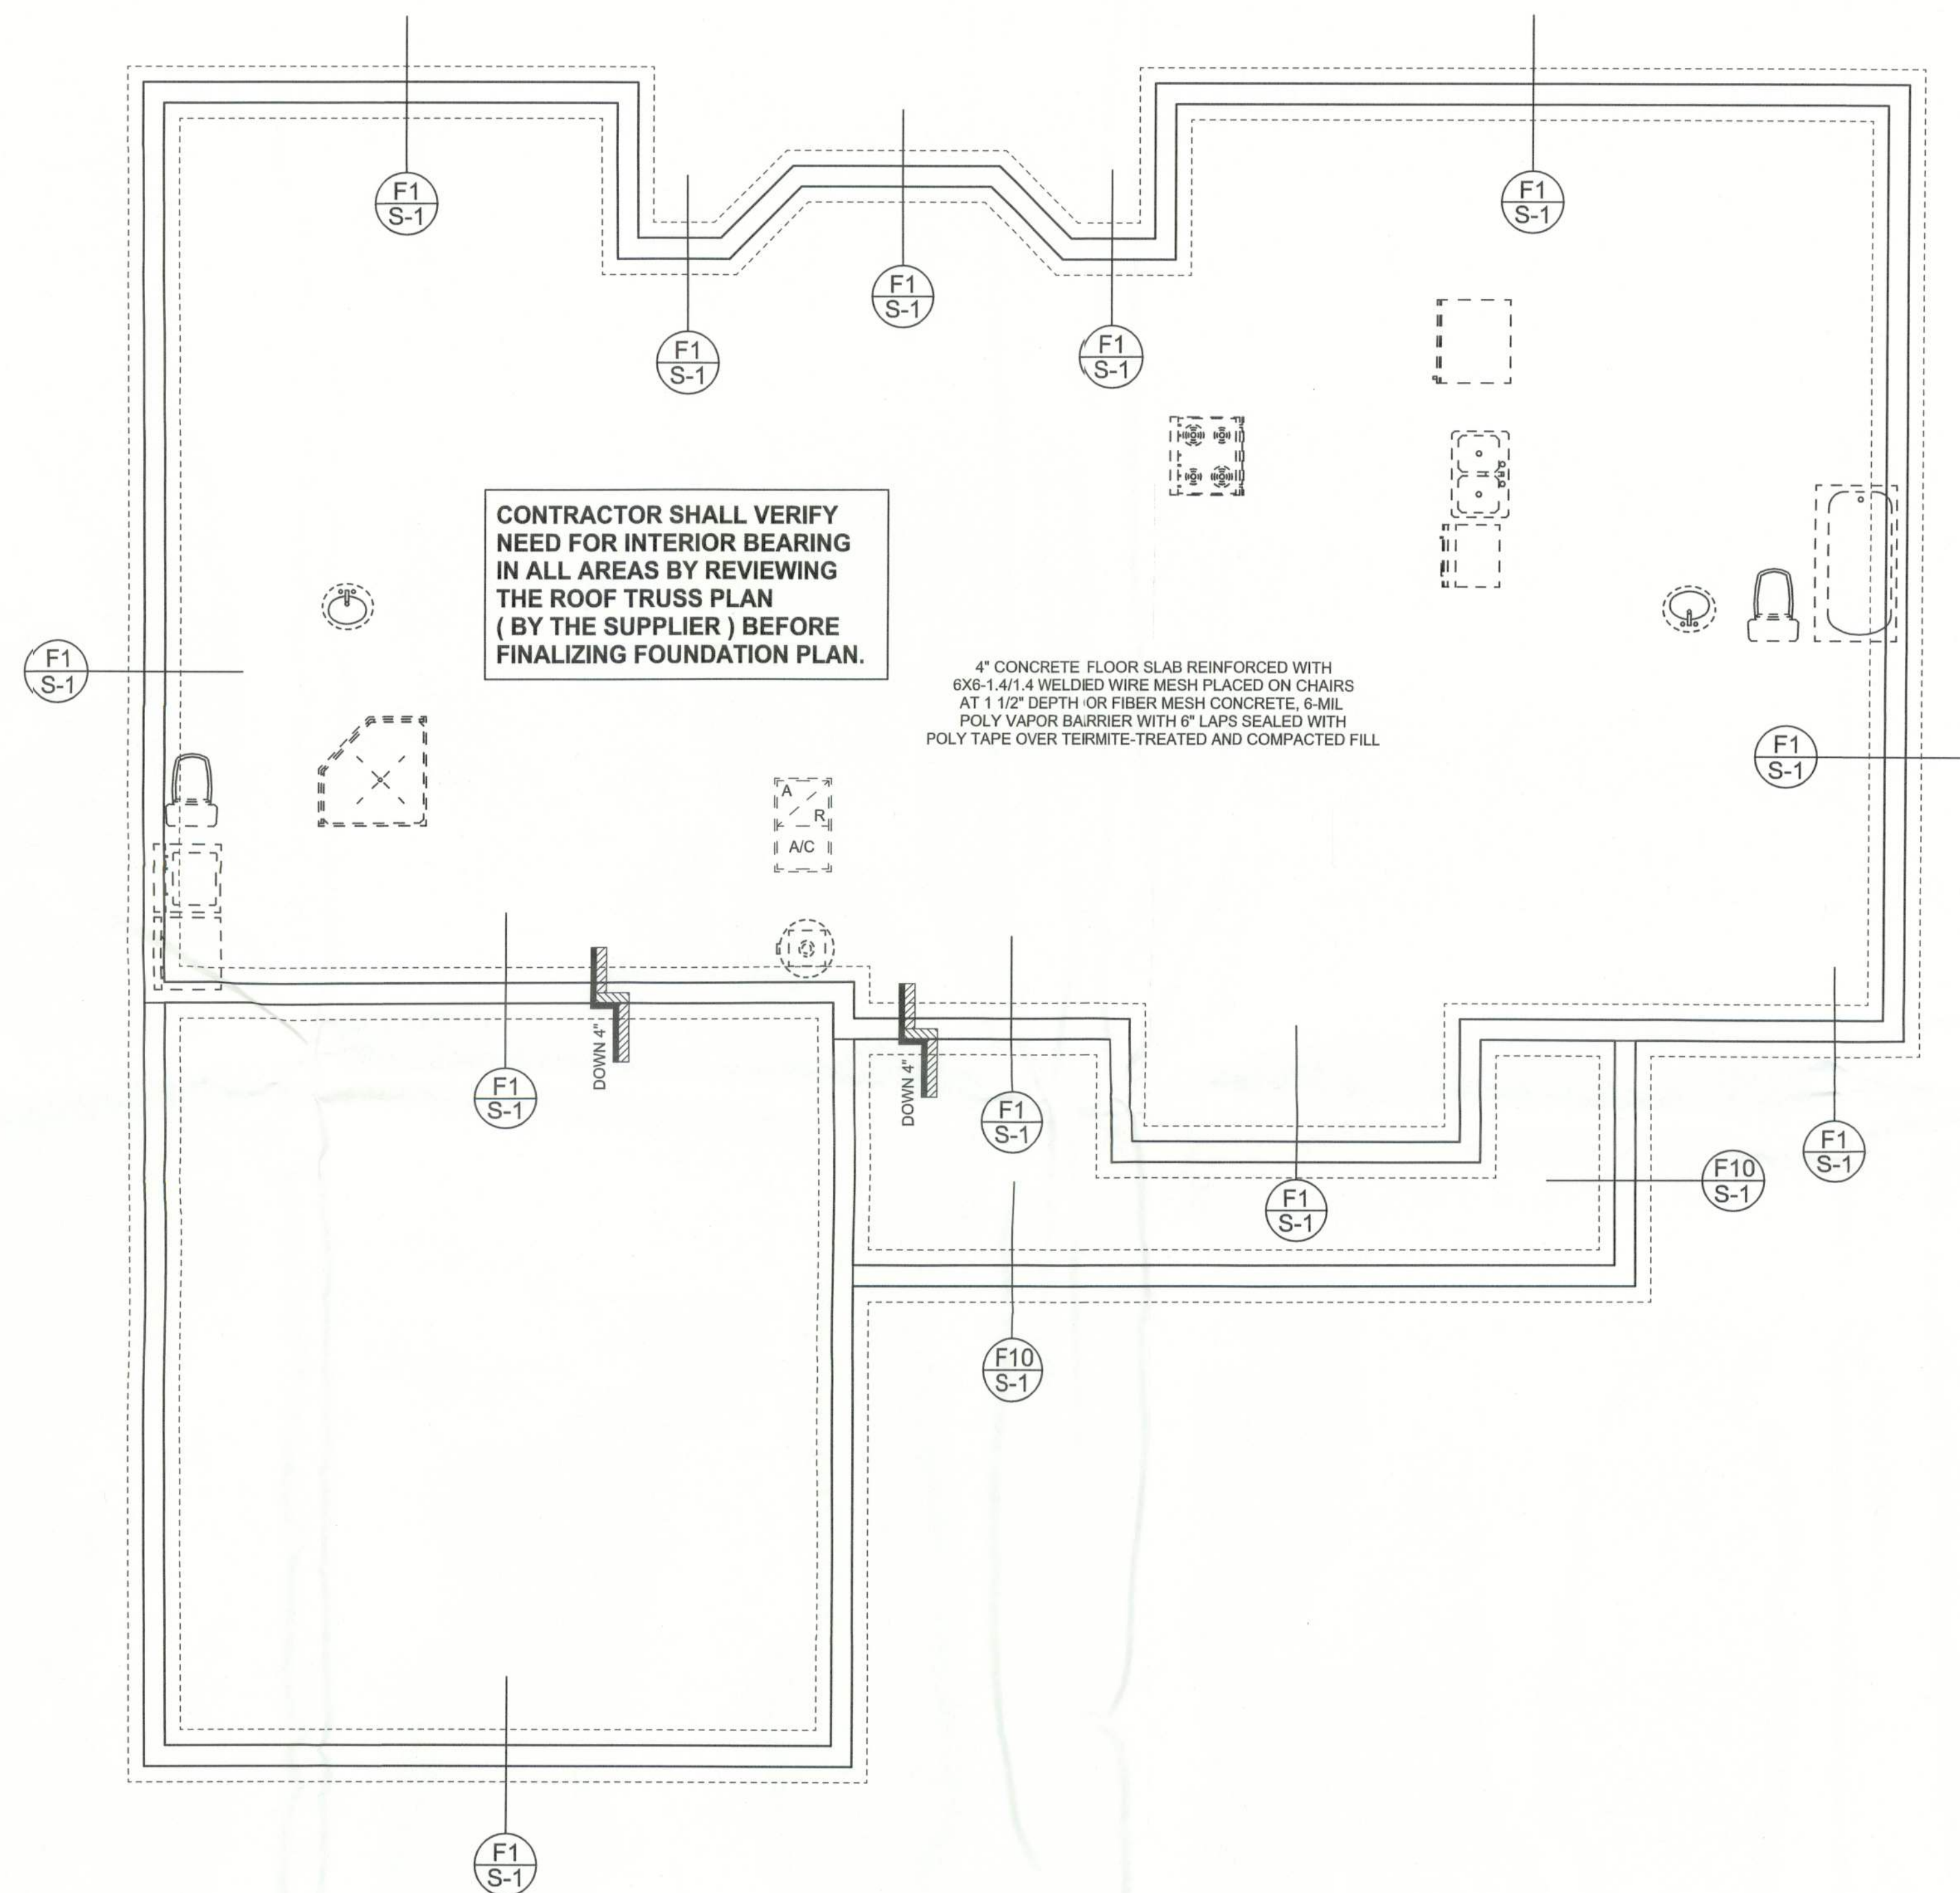 F1
S-1
F1
S-1
F1
S-1
F1
S-1
F1
S-1
CONTRACTOR SHALL VERIFY
NEED FOR INTERIOR BEARING
IN ALL AREAS BY REVIEWING
THE ROOF TRUSS PLAN
( BY THE SUPPLIER ) BEFORE
FINALIZING FOUNDATION PLAN.
F1
S-1
4" CONCRETE FLOOR SLAB REINFORCED WITH
6X6-1.4/1.4 WELDED WIRE MESH PLACED ON CHAIRS
AT 1 1/2" DEPTH OR FIBER MESH CONCRETE, 6-MIL
POLY VAPOR BARRIER WITH 6" LAPS SEALED WITH
POLY TAPE OVER TERMITE-TREATED AND COMPACTED FILL
F1
S-1
A
R
A/C
DOWN 4"
DOWN 4"
F1
S-1
F1
S-1
F1
S-1
F10
S-1
F1
S-1
F10
S-1
F1
S-1